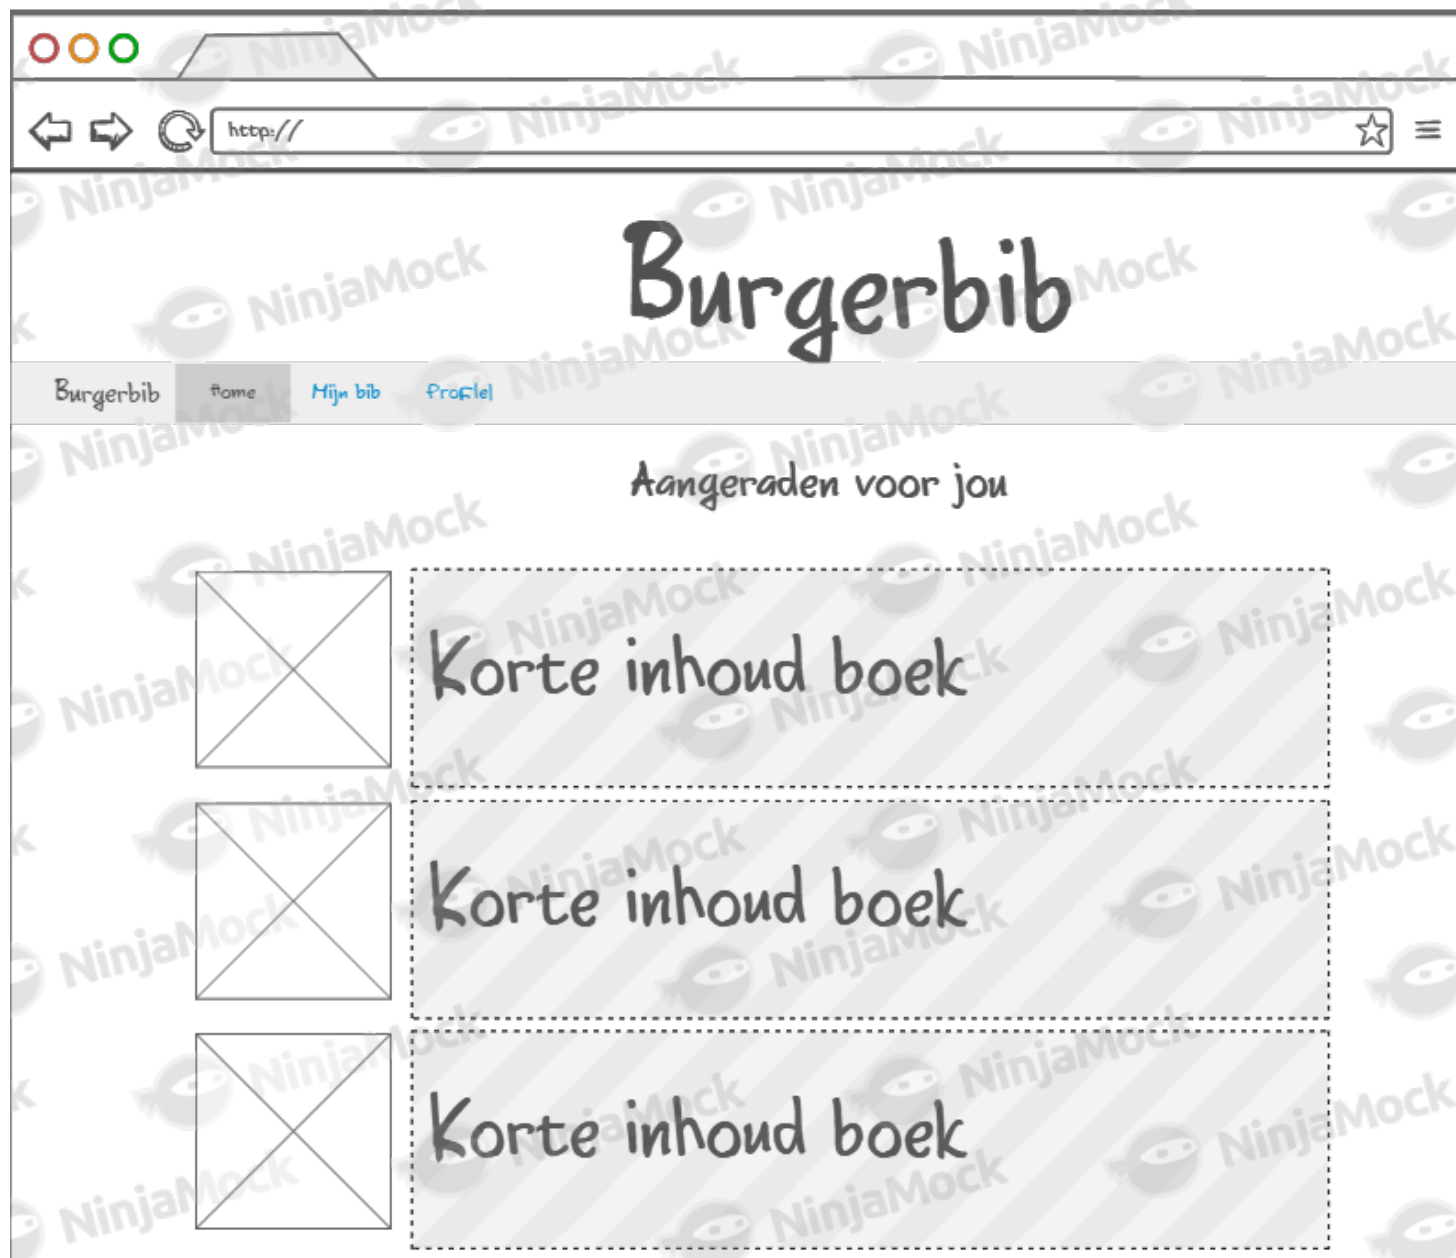 http://
Burgerbib
Burgerbib Home Mijn bib Profiel
Aangeraden voor jou
Korte inhoud boek
Korte inhoud boek
Korte inhoud boek
NinjaMock